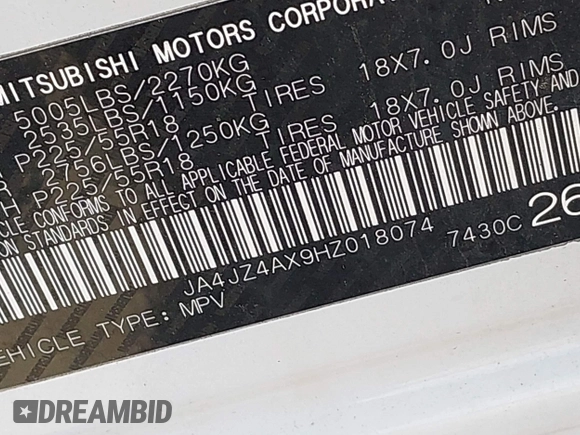 MITSUBISHI MOTORS CORPORA
5005LBS/2270KG
2535LBS/1150KG
P225/55R18 TIRES 18X7.0J RIMS
2756LBS/1250KG
P225/55R18 TIRES 18X7.0J RIMS
CONFORMS TO ALL APPLICABLE FEDERAL MOTOR VEHICLE SAFETY
IN EFFECT ON THE DATE OF MANUFACTURE SHOWN ABOVE.
JA4JZ4AX9HZ018074 7430C 26
VEHICLE TYPE: MPV
DREAMBID